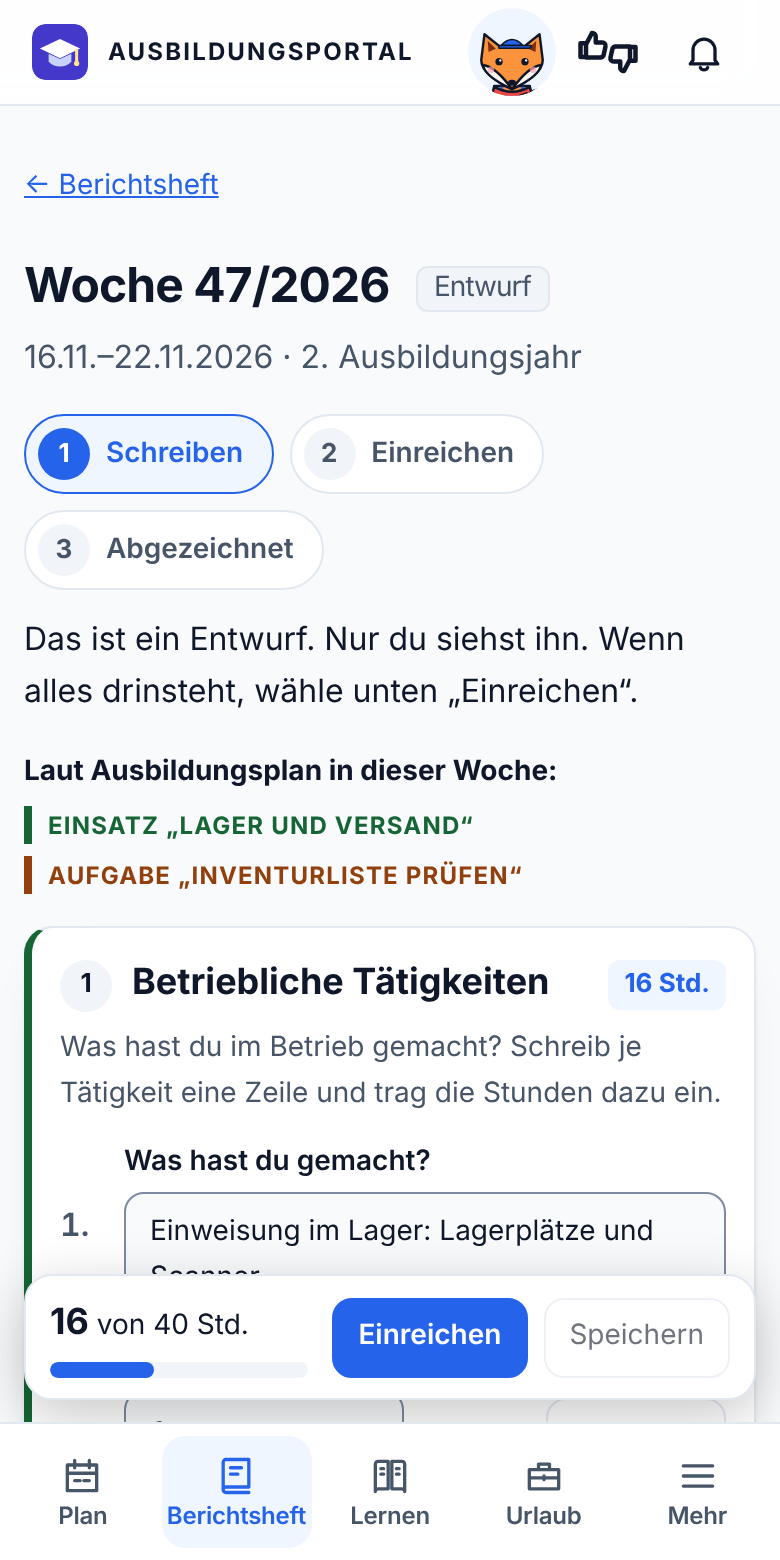 AUSBILDUNGSPORTAL
← Berichtsheft
Woche 47/2026 Entwurf
16.11.–22.11.2026 · 2. Ausbildungsjahr
1 Schreiben
2 Einreichen
3 Abgezeichnet
Das ist ein Entwurf. Nur du siehst ihn. Wenn
alles drinsteht, wähle unten „Einreichen“.
Laut Ausbildungsplan in dieser Woche:
EINSATZ „LAGER UND VERSAND“
AUFGABE „INVENTURLISTE PRÜFEN“
1 Betriebliche Tätigkeiten 16 Std.
Was hast du im Betrieb gemacht? Schreib je
Tätigkeit eine Zeile und trag die Stunden dazu ein.
Was hast du gemacht?
1. Einweisung im Lager: Lagerplätze und
16 von 40 Std.
Einreichen
Speichern
Plan
Berichtsheft
Lernen
Urlaub
Mehr